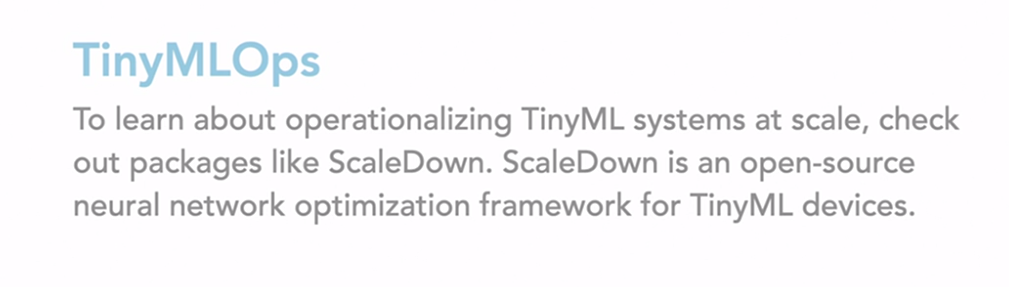 TinyMLOps
To learn about operationalizing TinyML systems at scale, check
out packages like ScaleDown. ScaleDown is an open-source
neural network optimization framework for TinyML devices.